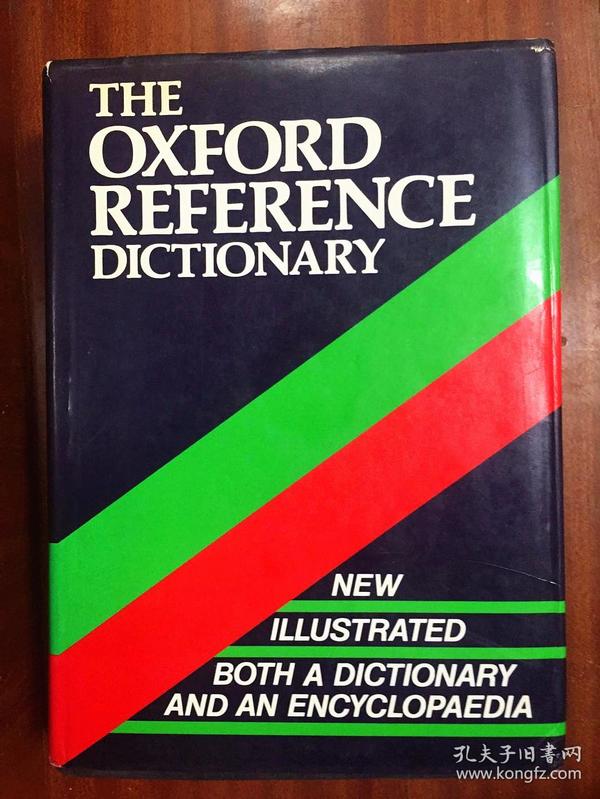 THE
OXFORD
REFERENCE
DICTIONARY
NEW
ILLUSTRATED
BOTH A DICTIONARY
AND AN ENCYCLOPAEDIA
孔夫子旧書网
www.kongfz.com